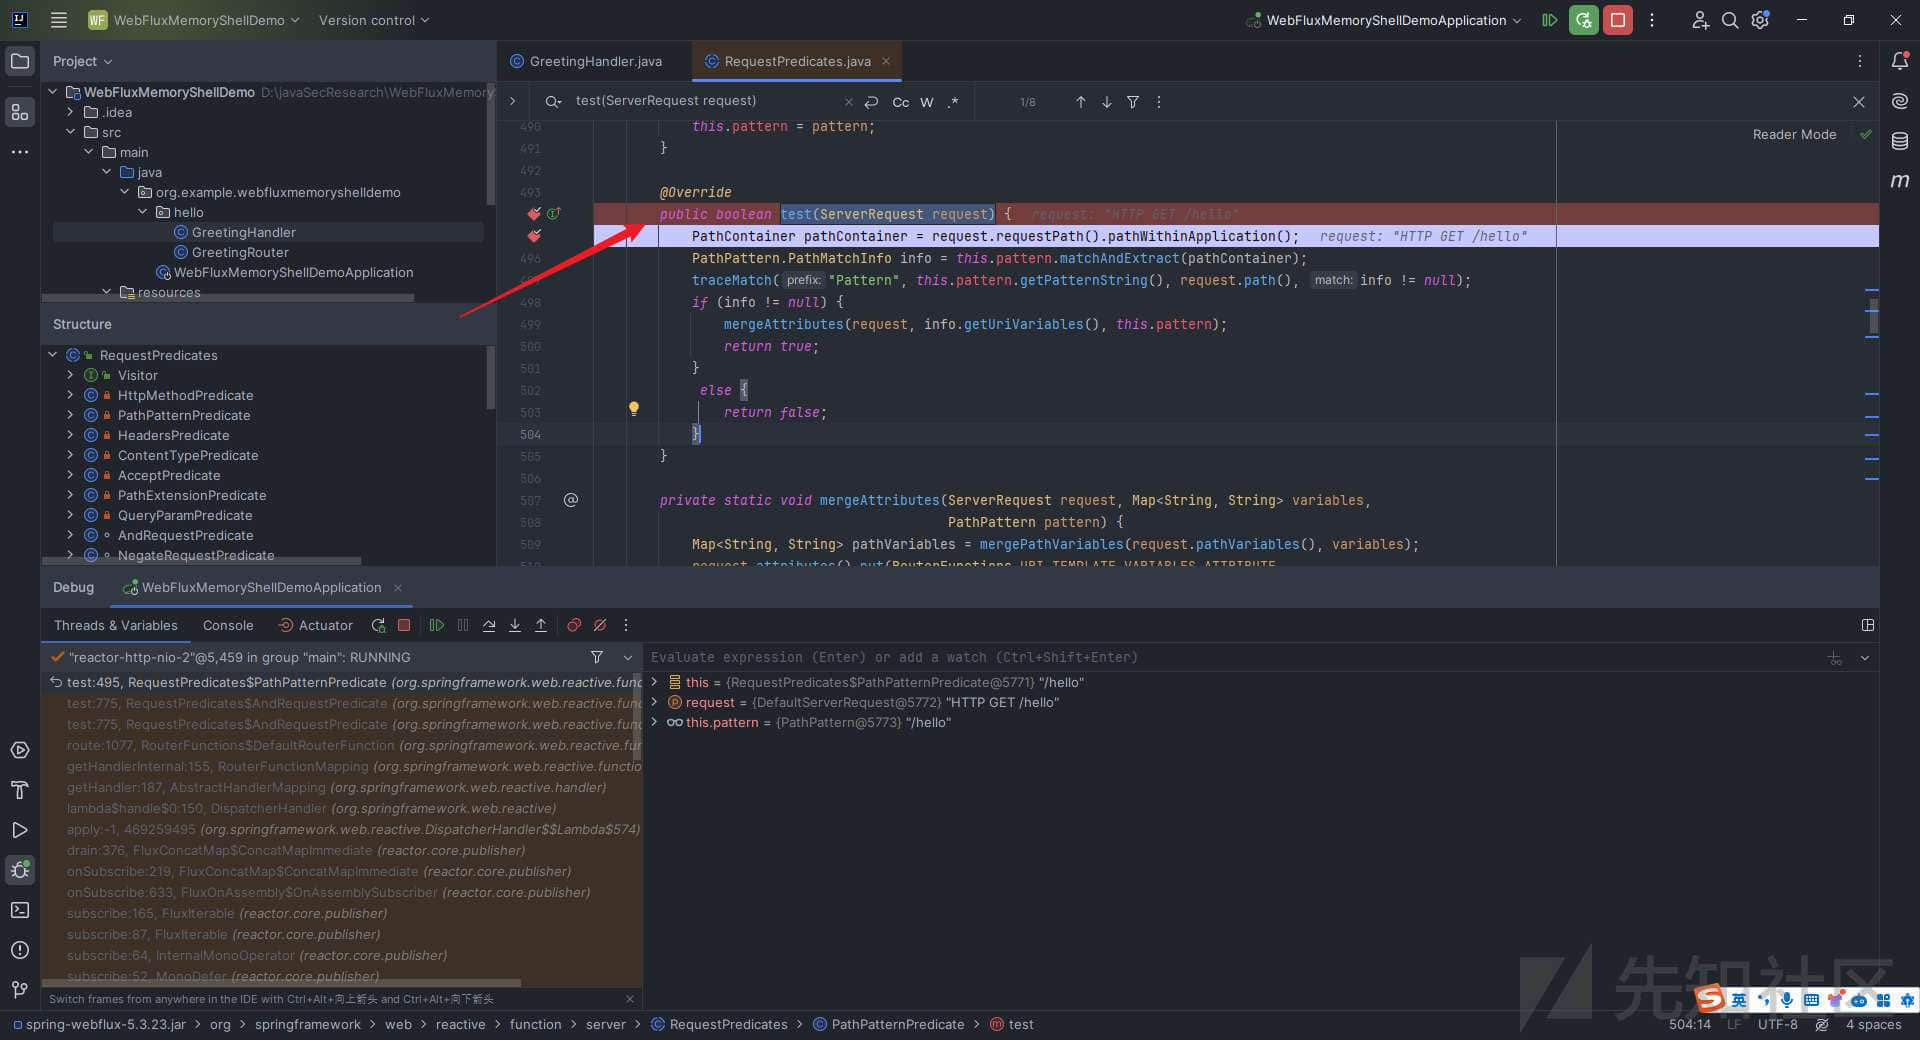 WF WebFluxMemoryShellDemo Version control WebFluxMemoryShellDemoApplication
Project
WebFluxMemoryShellDemo D:\javaSecResearch\WebFluxMemory
.idea
src
main
java
org.example.webfluxmemoryshelldemo
hello
GreetingHandler
GreetingRouter
WebFluxMemoryShellDemoApplication
resources
Structure
RequestPredicates
Visitor
HttpMethodPredicate
PathPatternPredicate
HeadersPredicate
ContentTypePredicate
AcceptPredicate
PathExtensionPredicate
QueryParamPredicate
AndRequestPredicate
NegateRequestPredicate
GreetingHandler.java RequestPredicates.java
test(ServerRequest request) Cc W .* 1/8
Reader Mode
490 this.pattern = pattern;
491 }
492
493 @Override
public boolean test(ServerRequest request) { request: "HTTP GET /hello"
PathContainer pathContainer = request.requestPath().pathWithinApplication(); request: "HTTP GET /hello"
496 PathPattern.PathMatchInfo info = this.pattern.matchAndExtract(pathContainer);
traceMatch( prefix: "Pattern", this.pattern.getPatternString(), request.path(), match: info != null);
498 if (info != null) {
499 mergeAttributes(request, info.getUriVariables(), this.pattern);
500 return true;
501 }
502 else {
503 return false;
504 }
505 }
506
507 @ private static void mergeAttributes(ServerRequest request, Map<String, String> variables,
508 PathPattern pattern) {
509 Map<String, String> pathVariables = mergePathVariables(request.pathVariables(), variables);
510 request.attributes().put(RouterFunctions.URI_TEMPLATE_VARIABLES_ATTRIBUTE,
Debug WebFluxMemoryShellDemoApplication
Threads & Variables Console Actuator
"reactor-http-nio-2"@5,459 in group "main": RUNNING
test:495, RequestPredicates$PathPatternPredicate (org.springframework.web.reactive.func
test:775, RequestPredicates$AndRequestPredicate (org.springframework.web.reactive.func
test:775, RequestPredicates$AndRequestPredicate (org.springframework.web.reactive.func
route:1077, RouterFunctions$DefaultRouterFunction (org.springframework.web.reactive.fun
getHandlerInternal:155, RouterFunctionMapping (org.springframework.web.reactive.functio
getHandler:187, AbstractHandlerMapping (org.springframework.web.reactive.handler)
lambda$handle$0:150, DispatcherHandler (org.springframework.web.reactive)
apply:-1, 469259495 (org.springframework.web.reactive.DispatcherHandler$$Lambda$574)
drain:376, FluxConcatMap$ConcatMapImmediate (reactor.core.publisher)
onSubscribe:219, FluxConcatMap$ConcatMapImmediate (reactor.core.publisher)
onSubscribe:633, FluxOnAssembly$OnAssemblySubscriber (reactor.core.publisher)
subscribe:165, FluxIterable (reactor.core.publisher)
subscribe:87, FluxIterable (reactor.core.publisher)
subscribe:64, InternalMonoOperator (reactor.core.publisher)
subscribe:52, MonoDefer (reactor.core.publisher)
Switch frames from anywhere in the IDE with Ctrl+Alt+向上箭头 and Ctrl+Alt+向下箭头
Evaluate expression (Enter) or add a watch (Ctrl+Shift+Enter)
this = {RequestPredicates$PathPatternPredicate@5771} "/hello"
request = {DefaultServerRequest@5772} "HTTP GET /hello"
this.pattern = {PathPattern@5773} "/hello"
先知社区
英
spring-webflux-5.3.23.jar > org > springframework > web > reactive > function > server > RequestPredicates > PathPatternPredicate > test 504:14 LF UTF-8 4 spaces